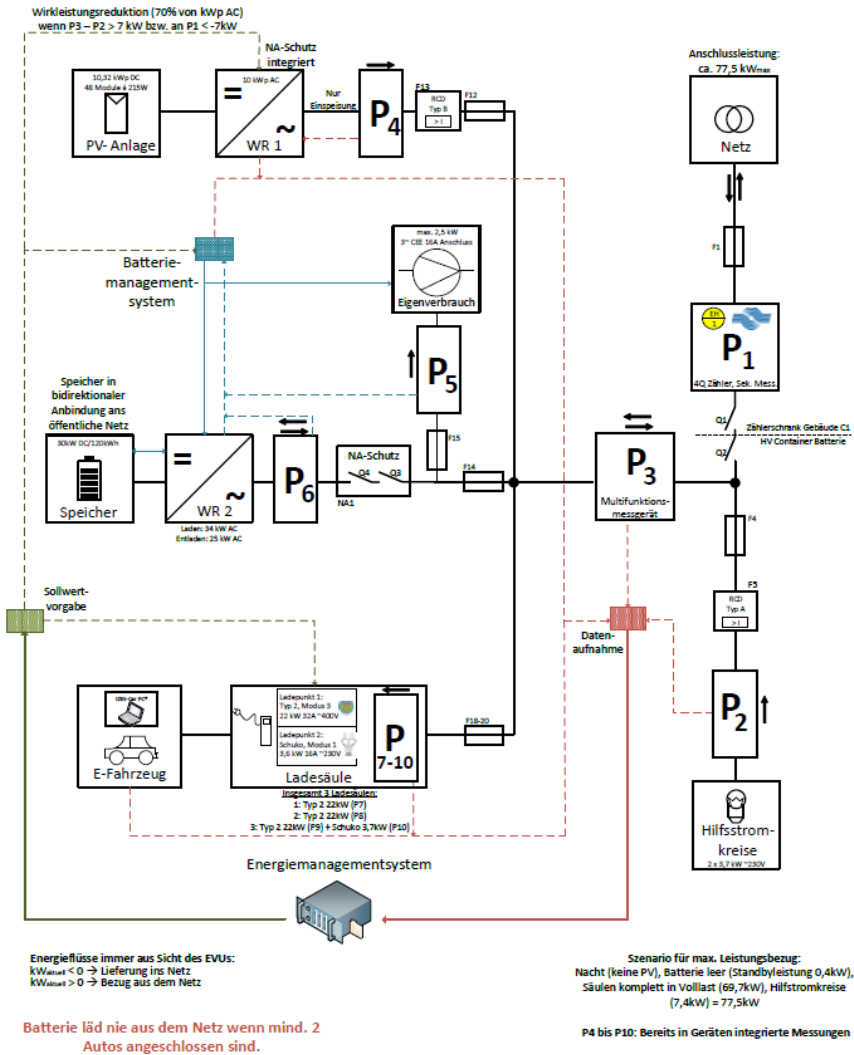 Wirkleistungsreduktion (70% von kWp AC)
wenn P3 – P2 > 7 kW bzw. an P1 < -7kW
NA-Schutz
integriert
10,32 kWp DC
48 Module á 215W
PV- Anlage
=
10 kWp AC
~
WR 1
Nur
Einspeisung
P4
F13
RCD
Typ B
> I
F12
Anschlussleistung:
ca. 77,5 kWmax
Netz
F1
Batterie-
management-
system
max. 2,5 kW
3~ CEE 16A Anschluss
Eigenverbrauch
P5
F15
EH
1
P1
4Q Zähler, Sek. Mess.
Q1
Zählerschrank Gebäude C1
HV Container Batterie
Q2
Speicher in
bidirektionaler
Anbindung ans
öffentliche Netz
30kW DC/120kWh
Speicher
=
~
WR 2
Laden: 34 kW AC
Entladen: 25 kW AC
P6
NA-Schutz
Q4
Q3
NA1
F14
P3
Multifunktions-
messgerät
F4
F5
RCD
Typ A
> I
Sollwert-
vorgabe
Daten-
aufnahme
P2
E-Fahrzeug
Ladepunkt 1:
Typ 2, Modus 3
22 kW 32A ~400V
Ladepunkt 2:
Schuko, Modus 1
3,6 kW 16A ~230V
P
7-10
Ladesäule
F18-20
Insgesamt 3 Ladesäulen:
1: Typ 2 22kW (P7)
2: Typ 2 22kW (P8)
3: Typ 2 22kW (P9) + Schuko 3,7kW (P10)
Hilfsstrom-
kreise
2 x 3,7 kW ~230V
Energiemanagementsystem
Energieflüsse immer aus Sicht des EVUs:
kWaktuell < 0 → Lieferung ins Netz
kWaktuell > 0 → Bezug aus dem Netz
Batterie läd nie aus dem Netz wenn mind. 2
Autos angeschlossen sind.
Szenario für max. Leistungsbezug:
Nacht (keine PV), Batterie leer (Standbyleistung 0,4kW),
Säulen komplett in Volllast (69,7kW), Hilfstromkreise
(7,4kW) = 77,5kW
P4 bis P10: Bereits in Geräten integrierte Messungen